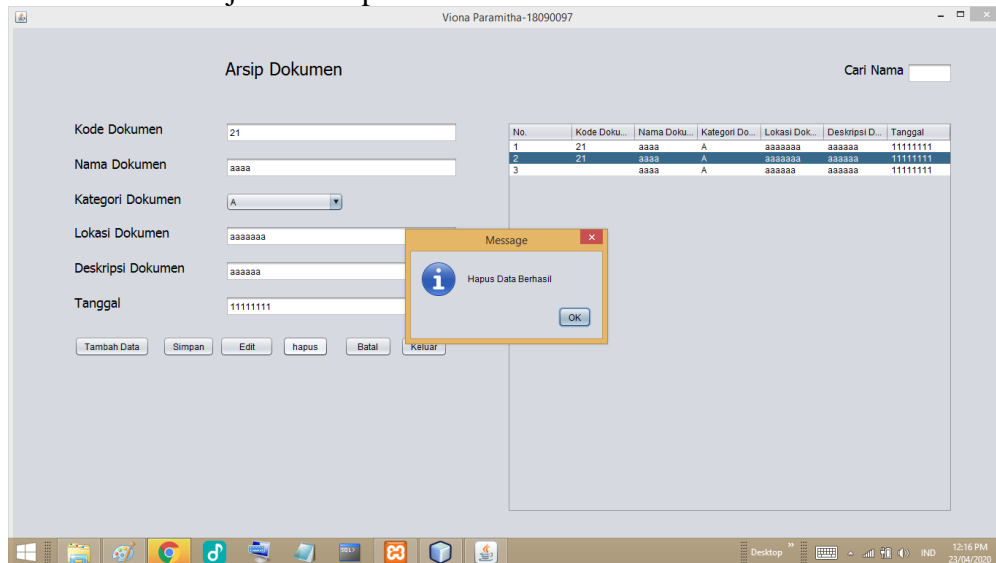 Viona Paramitha-18090097
Arsip Dokumen
Cari Nama
Kode Dokumen
21
Nama Dokumen
aaaa
Kategori Dokumen
A
Lokasi Dokumen
aaaaaaa
Deskripsi Dokumen
aaaaaa
Tanggal
11111111
Tambah Data Simpan Edit hapus Batal Keluar
No. Kode Doku... Nama Doku... Kategori Do... Lokasi Dok... Deskripsi D... Tanggal
1 21 aaaa A aaaaaaa aaaaaa 11111111
2 21 aaaa A aaaaaaa aaaaaa 11111111
3 aaaa A aaaaaa aaaaaa 11111111
Message
Hapus Data Berhasil
OK
Desktop
IND
12:16 PM
23/04/2020